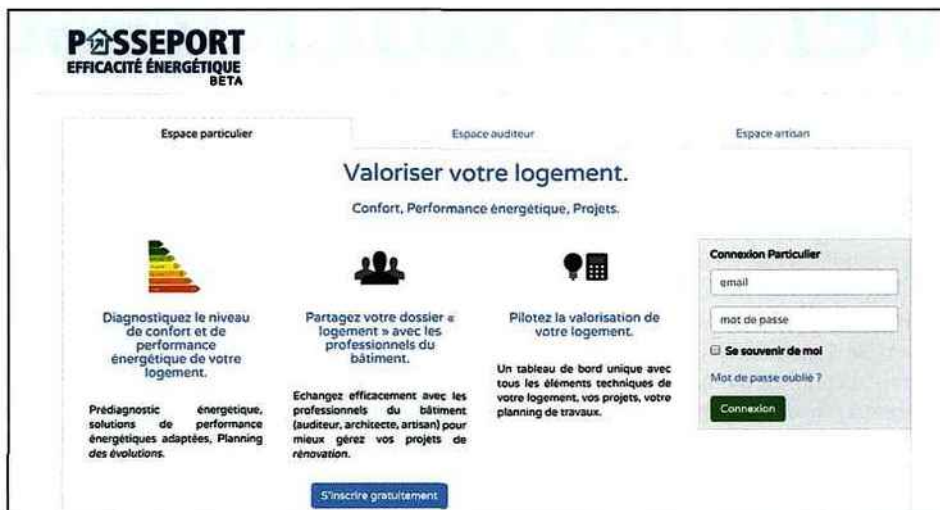 PASSEPORT
EFFICACITÉ ÉNERGÉTIQUE
BETA
Espace particulier
Espace auditeur
Espace artisan
Valoriser votre logement.
Confort, Performance énergétique, Projets.
Diagnostiquez le niveau
de confort et de
performance
énergétique de votre
logement.
Prédiagnostic énergétique,
solutions de performance
énergétiques adaptées, Planning
des évolutions.
Partagez votre dossier «
logement » avec les
professionnels du
bâtiment.
Echangez efficacement avec les
professionnels du bâtiment
(auditeur, architecte, artisan) pour
mieux gérez vos projets de
rénovation.
Pilotez la valorisation de
votre logement.
Un tableau de bord unique avec
tous les éléments techniques de
votre logement, vos projets, votre
planning de travaux.
Connexion Particulier
email
mot de passe
Se souvenir de moi
Mot de passe oublié ?
Connexion
S'inscrire gratuitement